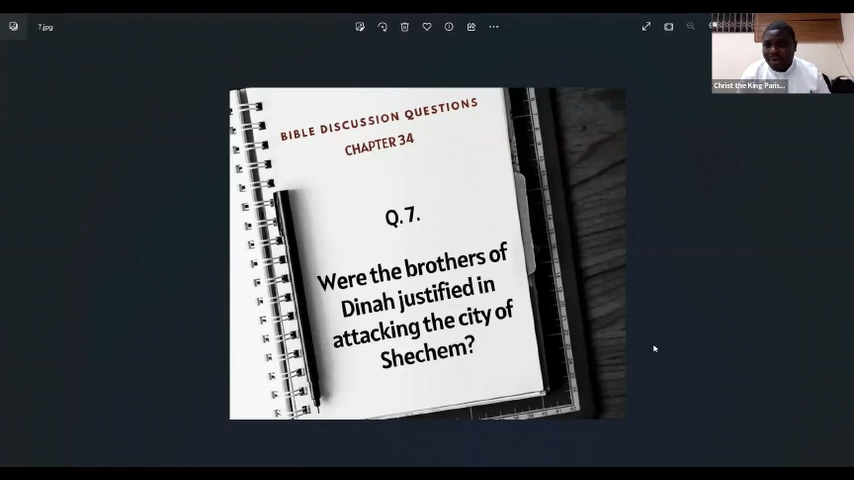 7.jpg
Christ the King Paris...
BIBLE DISCUSSION QUESTIONS
CHAPTER 34
Q. 7.
Were the brothers of
Dinah justified in
attacking the city of
Shechem?